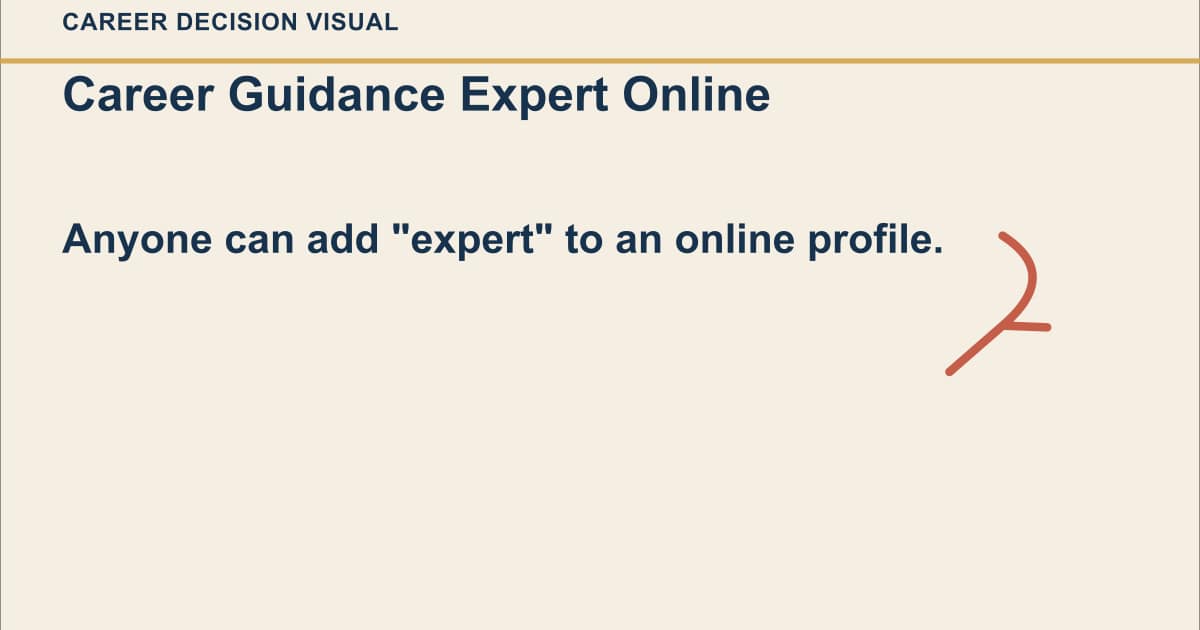 CAREER DECISION VISUAL
Career Guidance Expert Online
Anyone can add "expert" to an online profile.